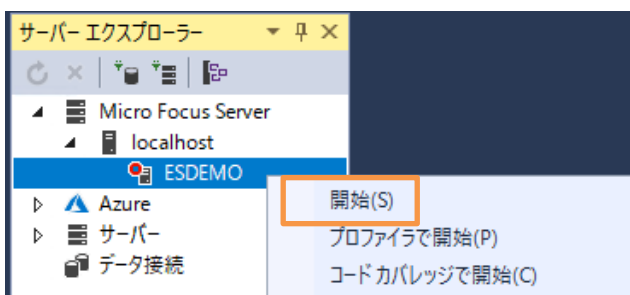 サーバー エクスプローラー
Micro Focus Server
localhost
ESDEMO
Azure
サーバー
データ接続
開始(S)
プロファイラで開始(P)
コード カバレッジで開始(C)